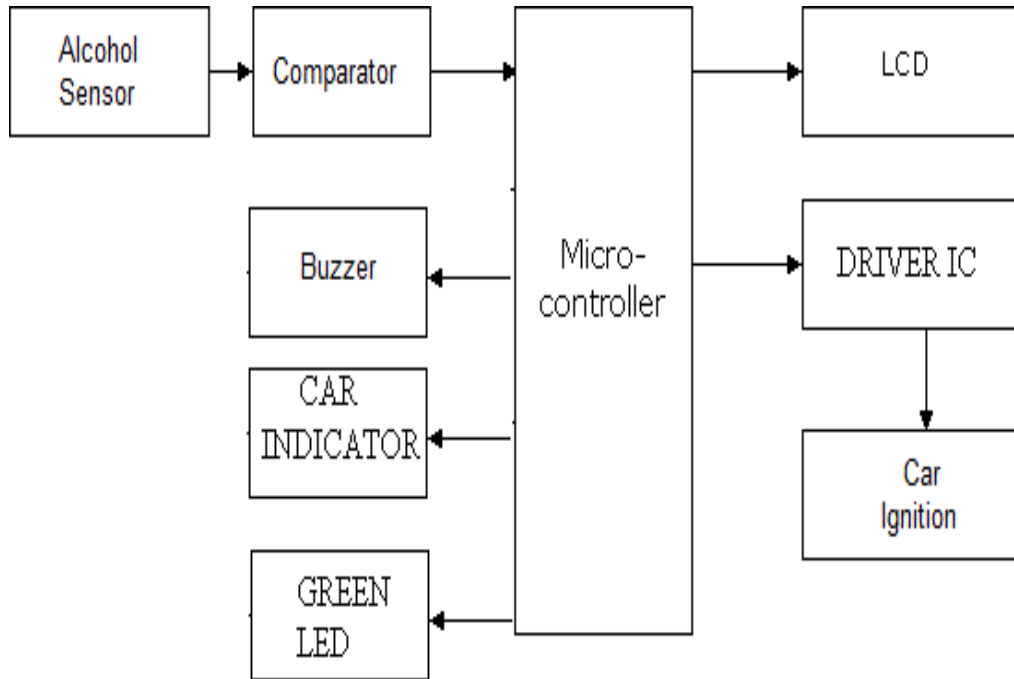 Alcohol
Sensor
Comparator
LCD
Micro-
controller
Buzzer
DRIVER IC
CAR
INDICATOR
Car
Ignition
GREEN
LED